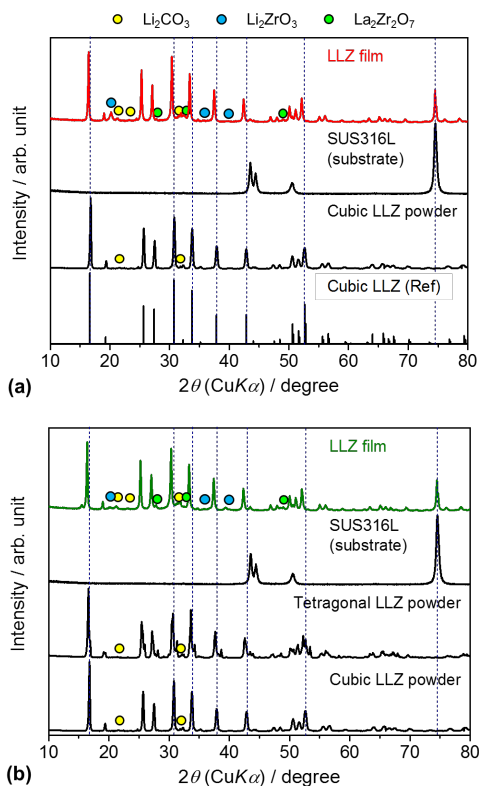 Li₂CO₃ Li₂ZrO₃ La₂Zr₂O₇
LLZ film
SUS316L
(substrate)
Cubic LLZ powder
Cubic LLZ (Ref)
Intensity / arb. unit
10 20 30 40 50 60 70 80
2θ (CuKα) / degree
(a)
LLZ film
SUS316L
(substrate)
Tetragonal LLZ powder
Cubic LLZ powder
Intensity / arb. unit
10 20 30 40 50 60 70 80
2θ (CuKα) / degree
(b)